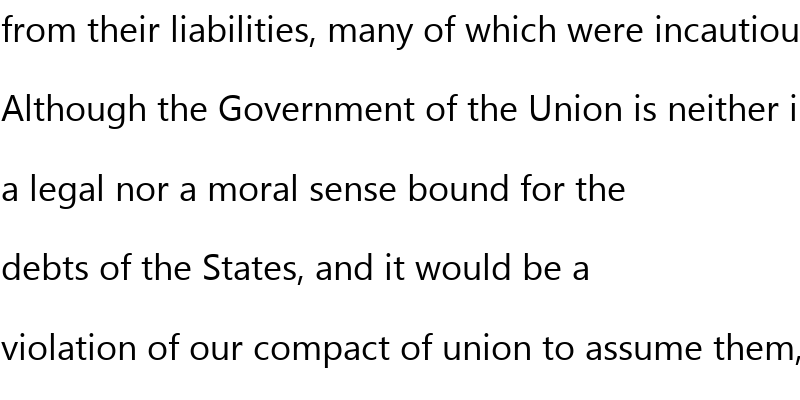 from their liabilities, many of which were incautiou
Although the Government of the Union is neither i
a legal nor a moral sense bound for the
debts of the States, and it would be a
violation of our compact of union to assume them,